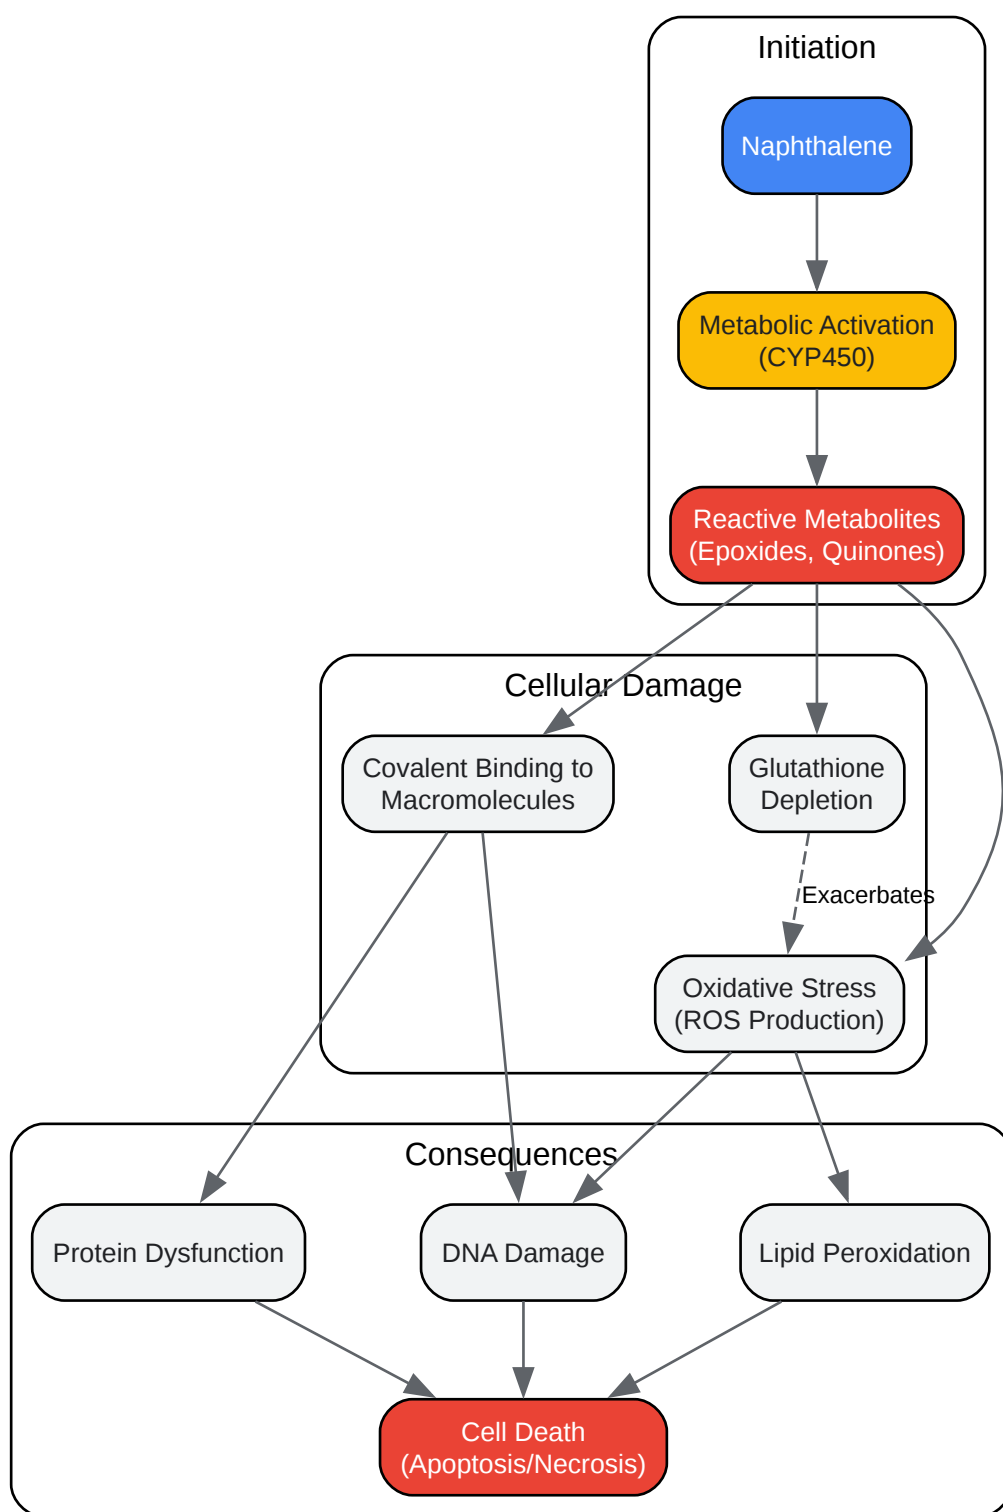 Initiation
Naphthalene
Metabolic Activation
(CYP450)
Reactive Metabolites
(Epoxides, Quinones)
Cellular Damage
Covalent Binding to
Macromolecules
Glutathione
Depletion
Exacerbates
Oxidative Stress
(ROS Production)
Consequences
Protein Dysfunction
DNA Damage
Lipid Peroxidation
Cell Death
(Apoptosis/Necrosis)